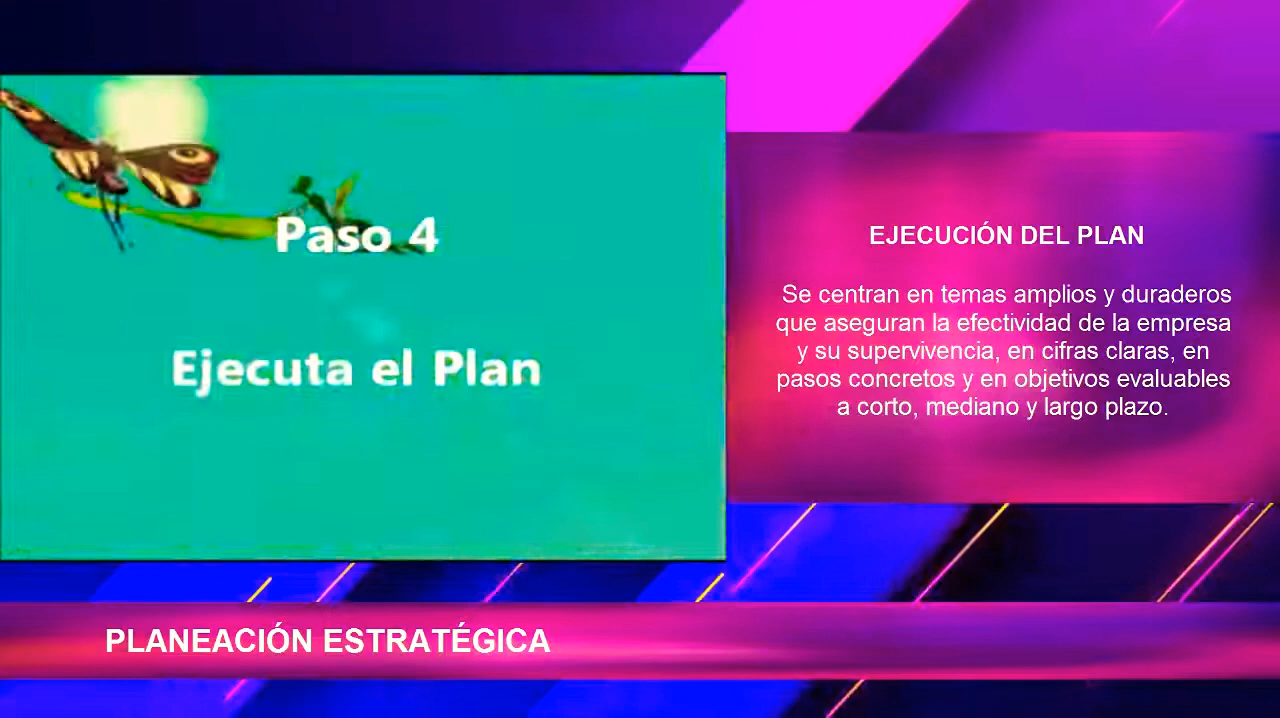 Paso 4
Ejecuta el Plan
EJECUCIÓN DEL PLAN
Se centran en temas amplios y duraderos
que aseguran la efectividad de la empresa
y su supervivencia, en cifras claras, en
pasos concretos y en objetivos evaluables
a corto, mediano y largo plazo.
PLANEACIÓN ESTRATÉGICA